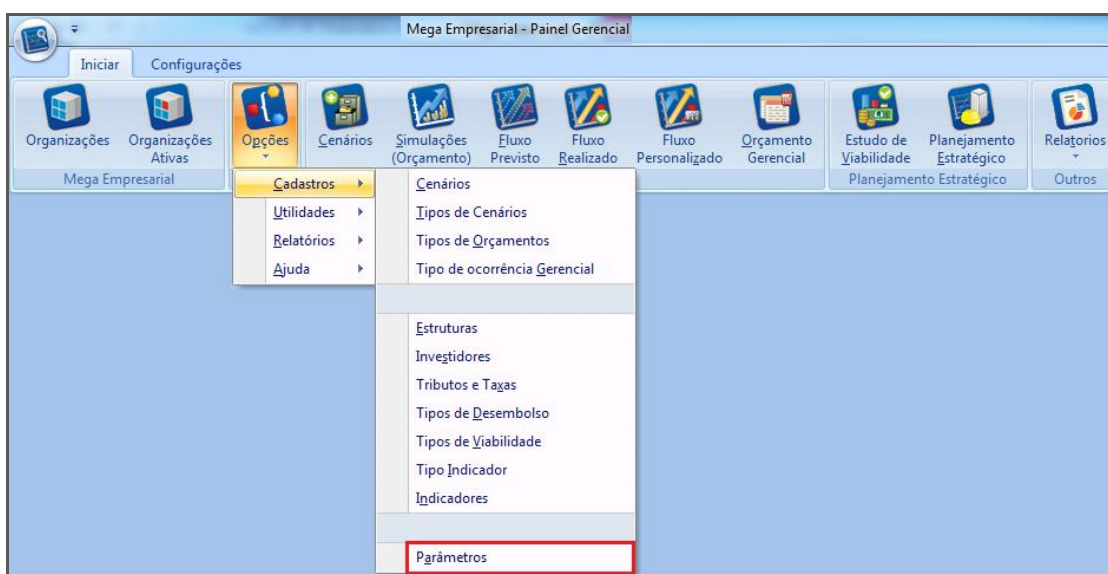 Mega Empresarial - Painel Gerencial
Iniciar Configurações
Organizações
Organizações Ativas
Opções
Cenários
Simulações (Orçamento)
Fluxo Previsto
Fluxo Realizado
Fluxo Personalizado
Orçamento Gerencial
Estudo de Viabilidade
Planejamento Estratégico
Relatorios
Mega Empresarial
Planejamento Estratégico
Outros
Cadastros
Utilidades
Relatórios
Ajuda
Cenários
Tipos de Cenários
Tipos de Orçamentos
Tipo de ocorrência Gerencial
Estruturas
Investidores
Tributos e Taxas
Tipos de Desembolso
Tipos de Viabilidade
Tipo Indicador
Indicadores
Parâmetros